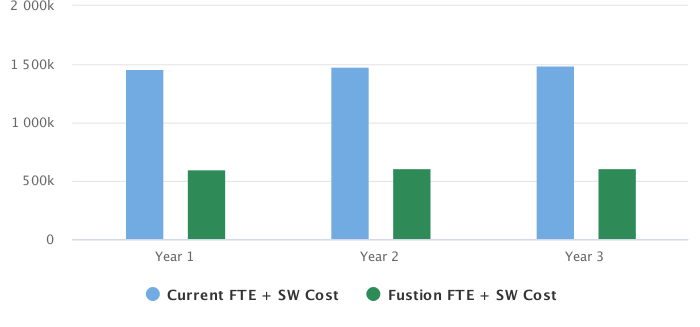 2 000k
1 500k
1 000k
500k
0
Year 1 Year 2 Year 3
Current FTE + SW Cost Fustion FTE + SW Cost